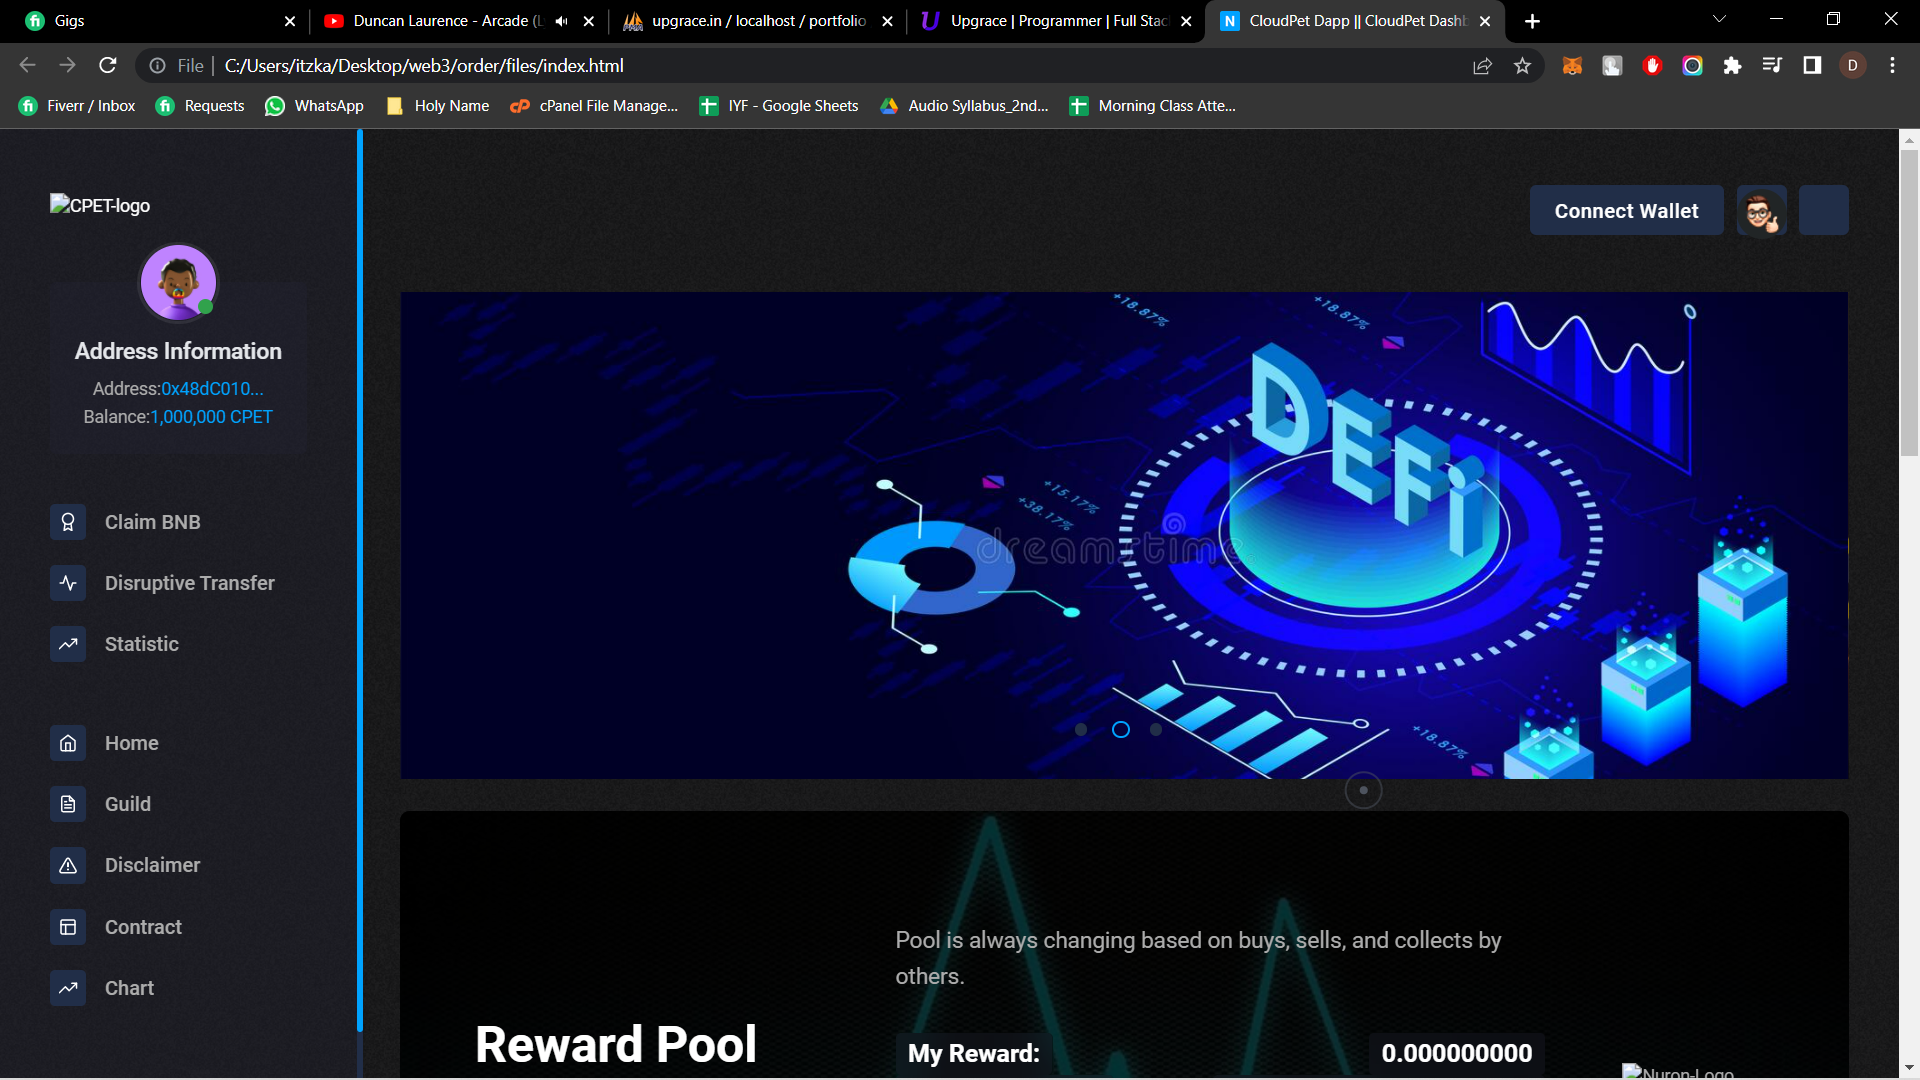 Gigs
Duncan Laurence - Arcade (L
upgrace.in / localhost / portfolio
Upgrace | Programmer | Full Stac
CloudPet Dapp || CloudPet Dashb
File
C:/Users/itzka/Desktop/web3/order/files/index.html
D
Fiverr / Inbox
Requests
WhatsApp
Holy Name
cPanel File Manage...
IYF - Google Sheets
Audio Syllabus_2nd...
Morning Class Atte...
CPET-logo
Connect Wallet
Address Information
Address:0x48dC010...
Balance:1,000,000 CPET
Claim BNB
Disruptive Transfer
Statistic
Home
Guild
Disclaimer
Contract
Chart
+18.87%
+18.87%
DEFi
+15.17%
+38.17%
dreamstime
+18.87%
Pool is always changing based on buys, sells, and collects by
others.
Reward Pool
My Reward:
0.000000000
Nuron-Logo